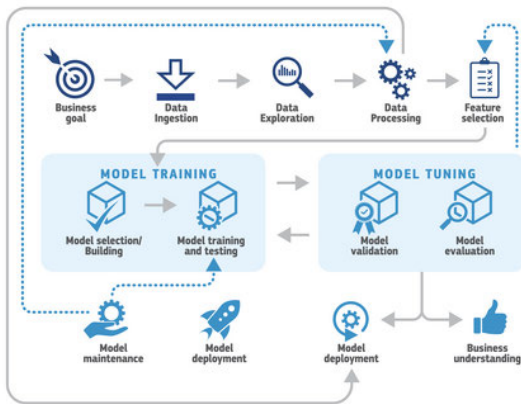 Business
goal
Data
Ingestion
Data
Exploration
Data
Processing
Feature
selection
MODEL TRAINING
Model selection/
Building
Model training
and testing
MODEL TUNING
Model
validation
Model
evaluation
Model
maintenance
Model
deployment
Model
deployment
Business
understanding